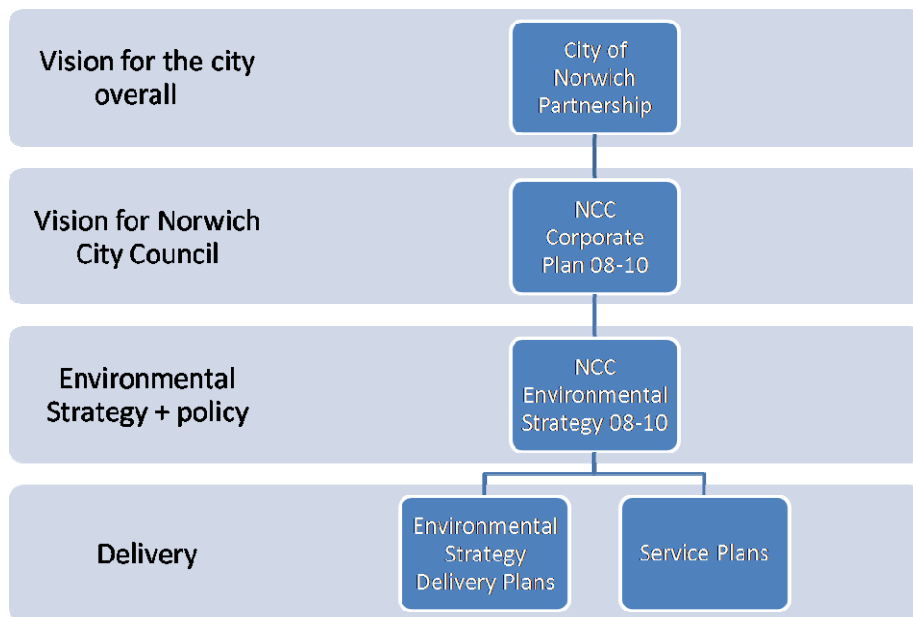 Vision for the city
overall
City of
Norwich
Partnership
Vision for Norwich
City Council
NCC
Corporate
Plan 08-10
Environmental
Strategy + policy
NCC
Environmental
Strategy 08-10
Delivery
Environmental
Strategy
Delivery Plans
Service Plans